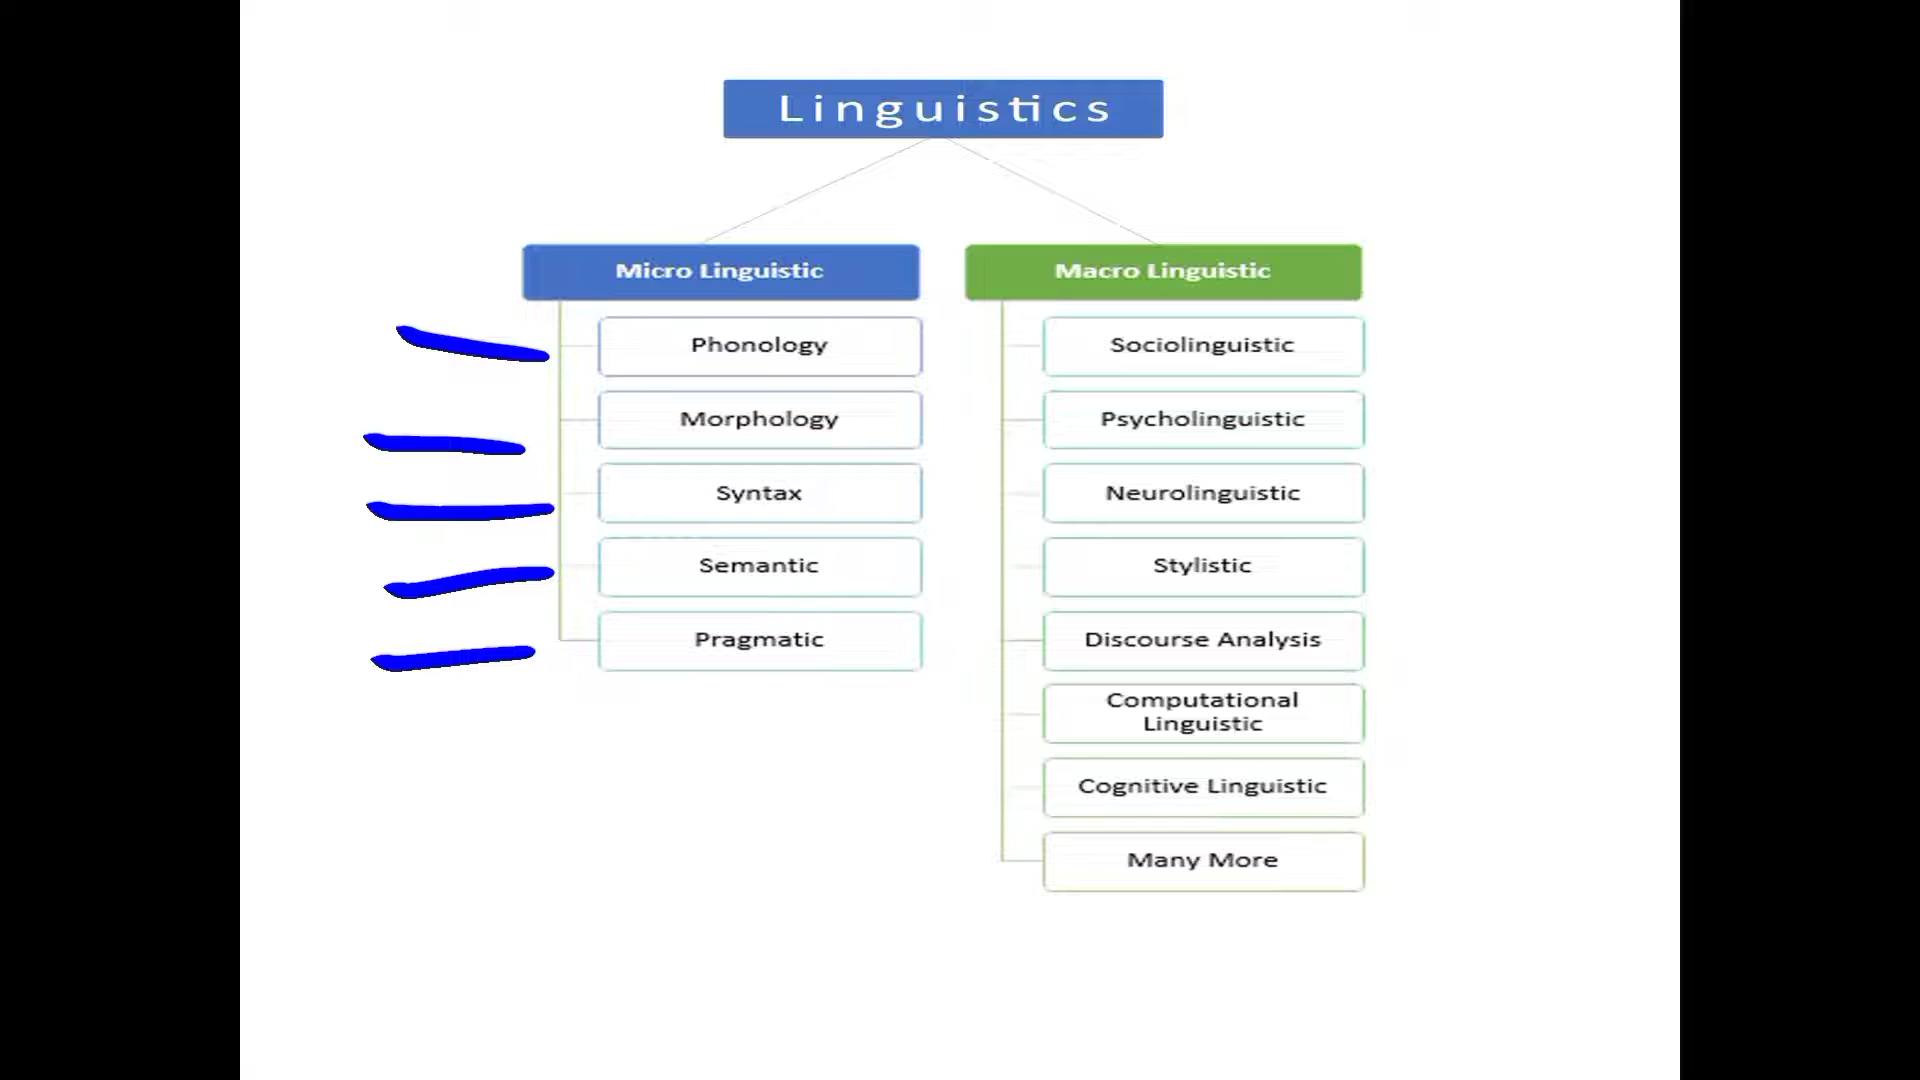 Linguistics
Micro Linguistic
Phonology
Morphology
Syntax
Semantic
Pragmatic
Macro Linguistic
Sociolinguistic
Psycholinguistic
Neurolinguistic
Stylistic
Discourse Analysis
Computational
Linguistic
Cognitive Linguistic
Many More